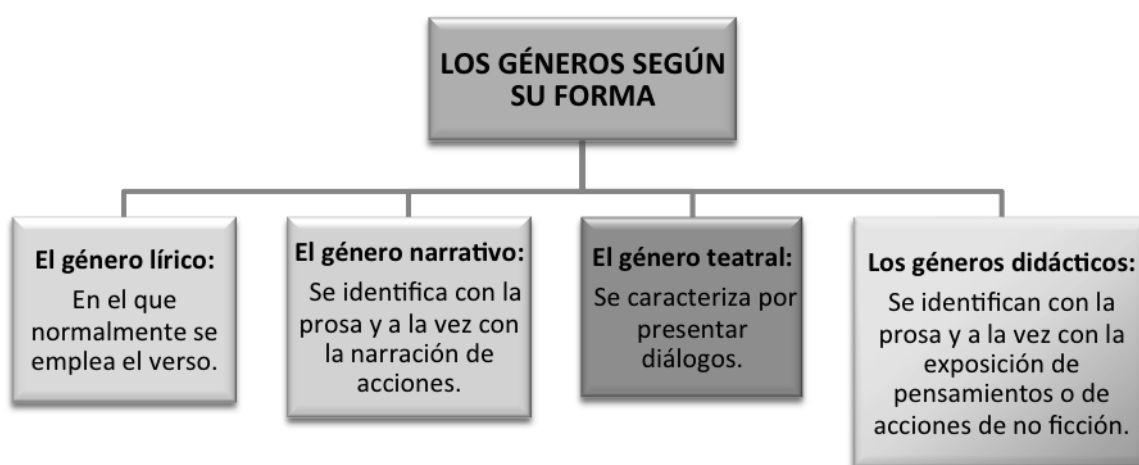 LOS GÉNEROS SEGÚN
SU FORMA
El género lírico:
En el que
normalmente se
emplea el verso.
El género narrativo:
Se identifica con la
prosa y a la vez con
la narración de
acciones.
El género teatral:
Se caracteriza por
presentar
diálogos.
Los géneros didácticos:
Se identifican con la
prosa y a la vez con la
exposición de
pensamientos o de
acciones de no ficción.